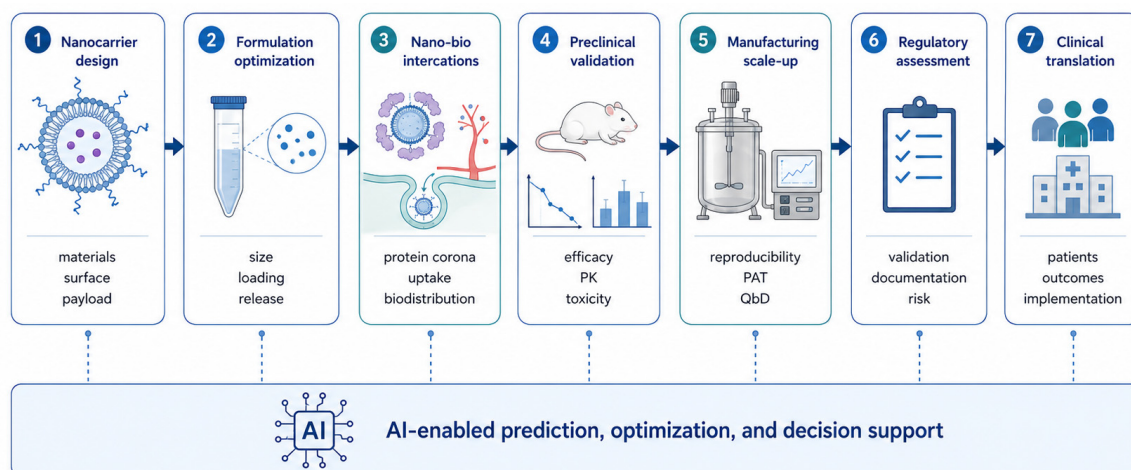 1 Nanocarrier
design
materials
surface
payload
2 Formulation
optimization
size
loading
release
3 Nano-bio
intercations
protein corona
uptake
biodistribution
4 Preclinical
validation
efficacy
PK
toxicity
5 Manufacturing
scale-up
reproducibility
PAT
QbD
6 Regulatory
assessment
validation
documentation
risk
7 Clinical
translation
patients
outcomes
implementation
AI
AI-enabled prediction, optimization, and decision support